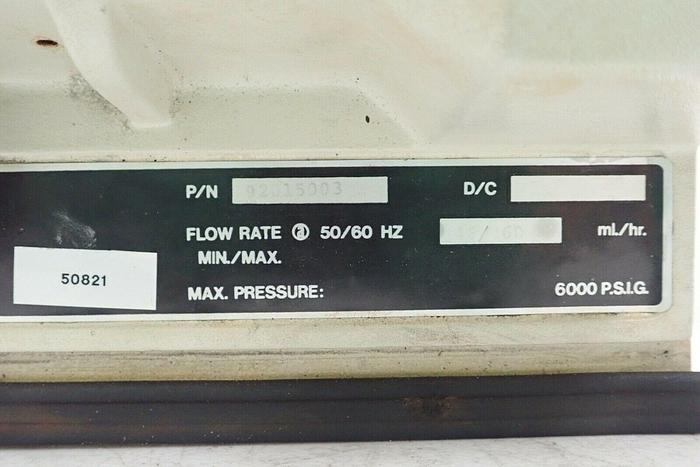 P/N 92015003 D/C
FLOW RATE @ 50/60 HZ ml./hr.
MIN./MAX.
50821
MAX. PRESSURE: 6000 P.S.I.G.